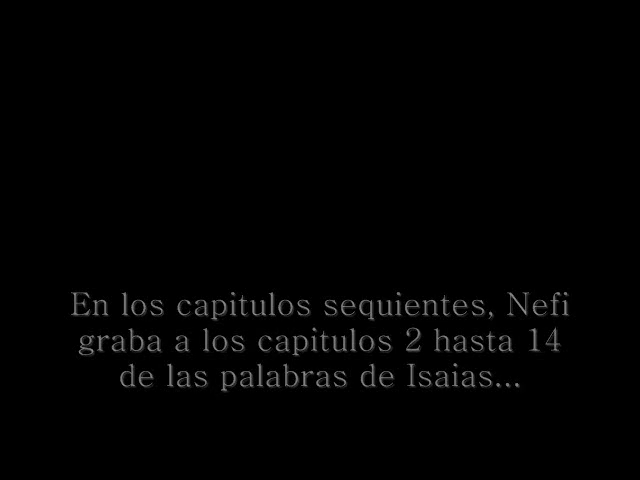 En los capitulos sequientes, Nefi
graba a los capitulos 2 hasta 14
de las palabras de Isaias...